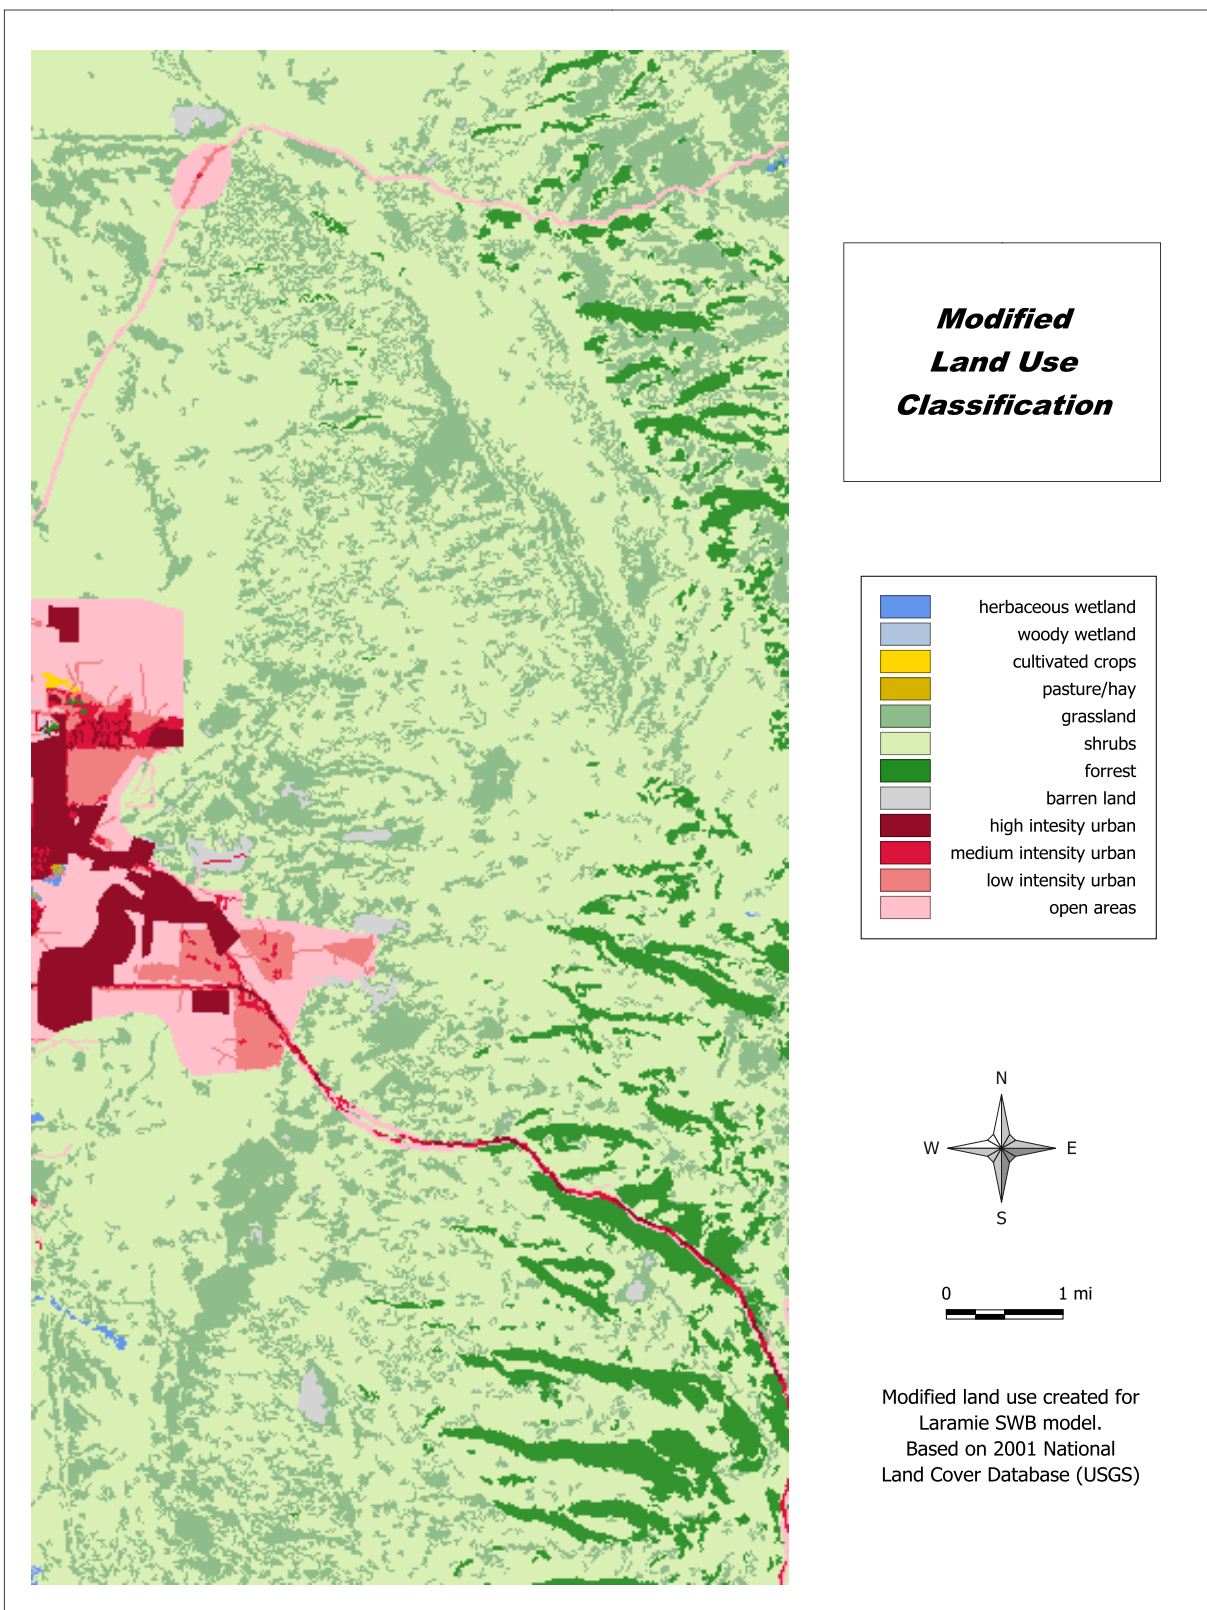 Modified
Land Use
Classification
herbaceous wetland
woody wetland
cultivated crops
pasture/hay
grassland
shrubs
forrest
barren land
high intesity urban
medium intensity urban
low intensity urban
open areas
N
W E
S
0 1 mi
Modified land use created for
Laramie SWB model.
Based on 2001 National
Land Cover Database (USGS)